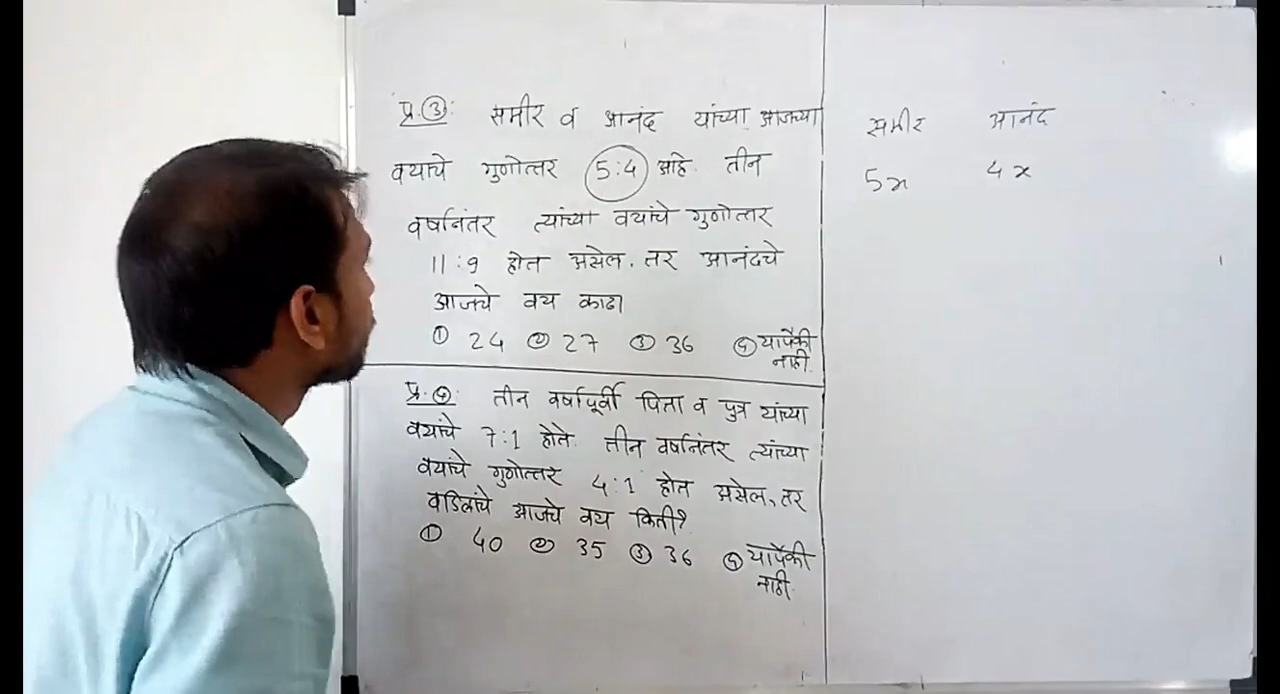 प्र.③: समीर व आनंद यांच्या आजच्या
वयांचे गुणोत्तर 5:4 आहे. तीन
वर्षानंतर त्यांच्या वयांचे गुणोत्तर
11:9 होत असेल. तर आनंदचे
आजचे वय काढा
① 24 ② 27 ③ 36 ④ यापैकी
नाही.
प्र.④: तीन वर्षापूर्वी पिता व पुत्र यांच्या
वयांचे 7:1 होते. तीन वर्षानंतर त्यांच्या
वयांचे गुणोत्तर 4:1 होत असेल, तर
वडिलांचे आजचे वय किती?
① 40 ② 35 ③ 36 ④ यापैकी
नाही.
समीर आनंद
5x 4x